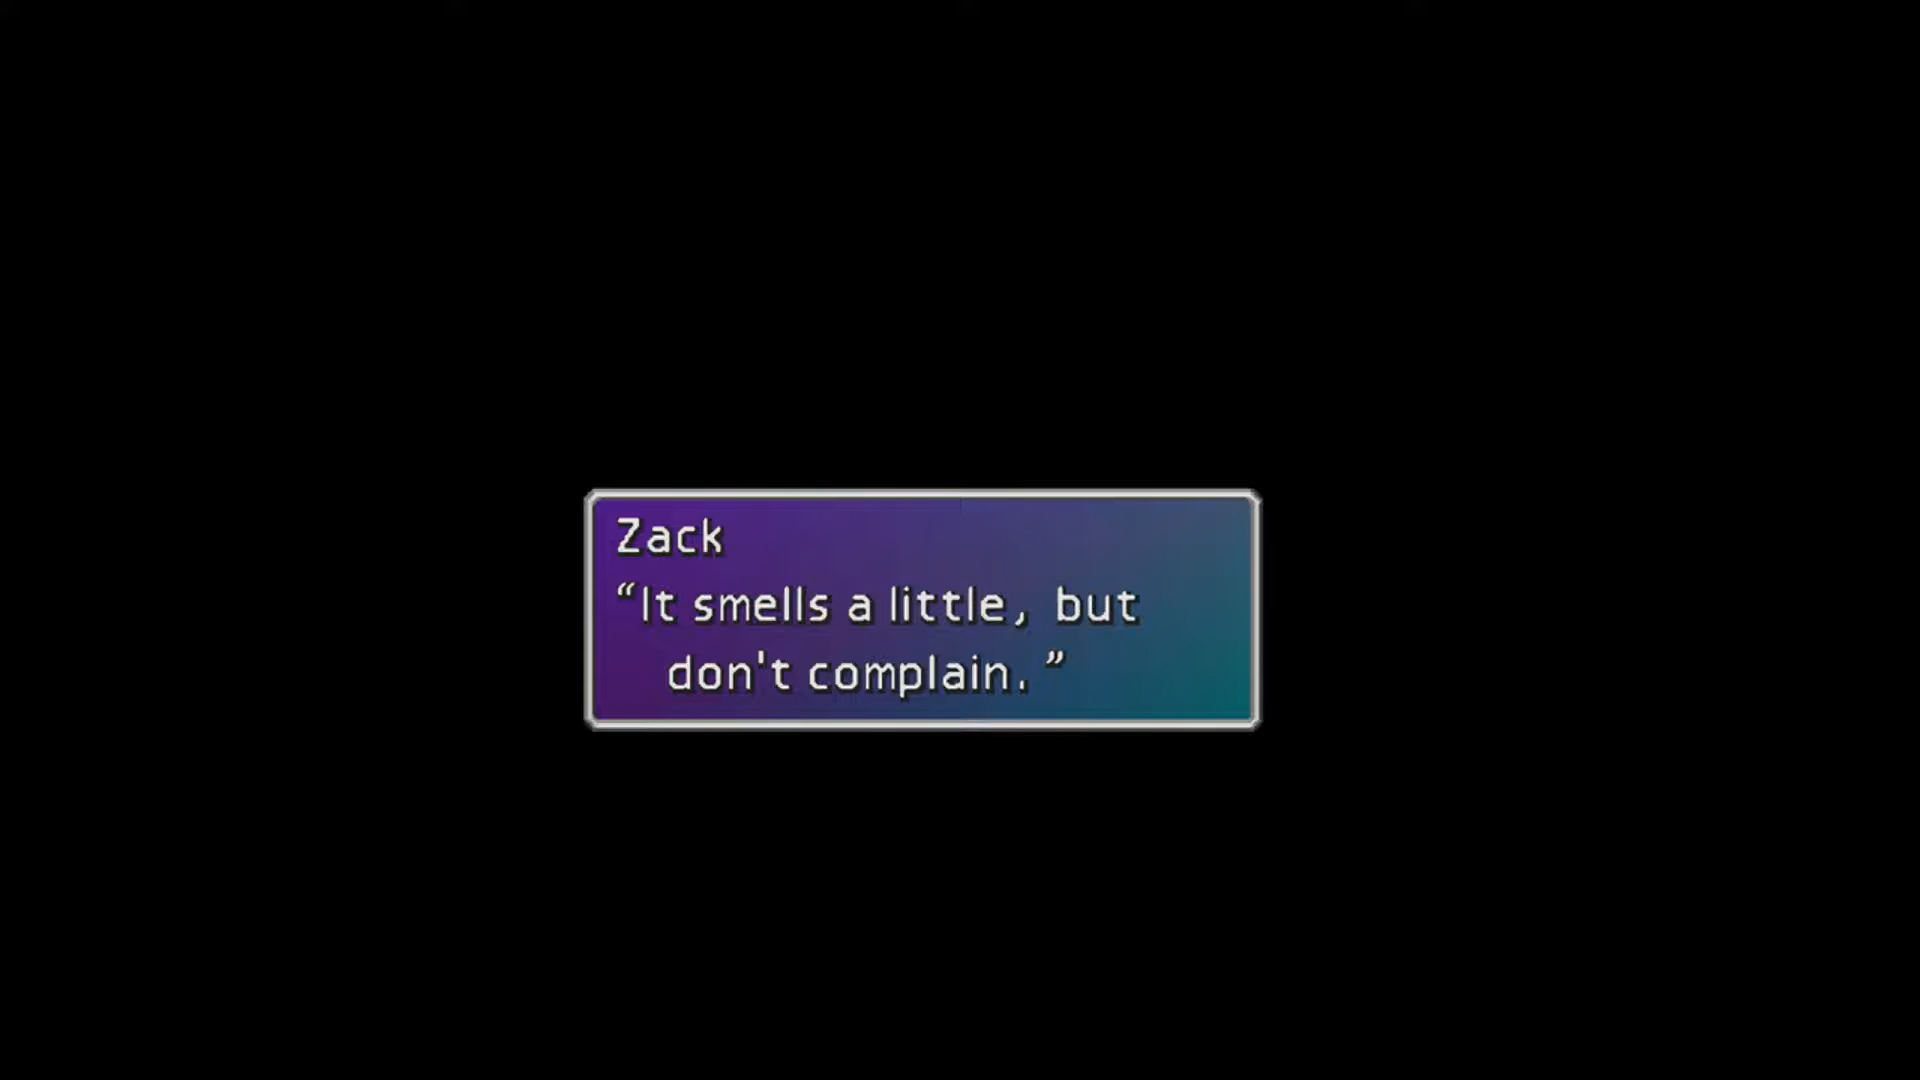 Zack
“It smells a little, but
don't complain.”